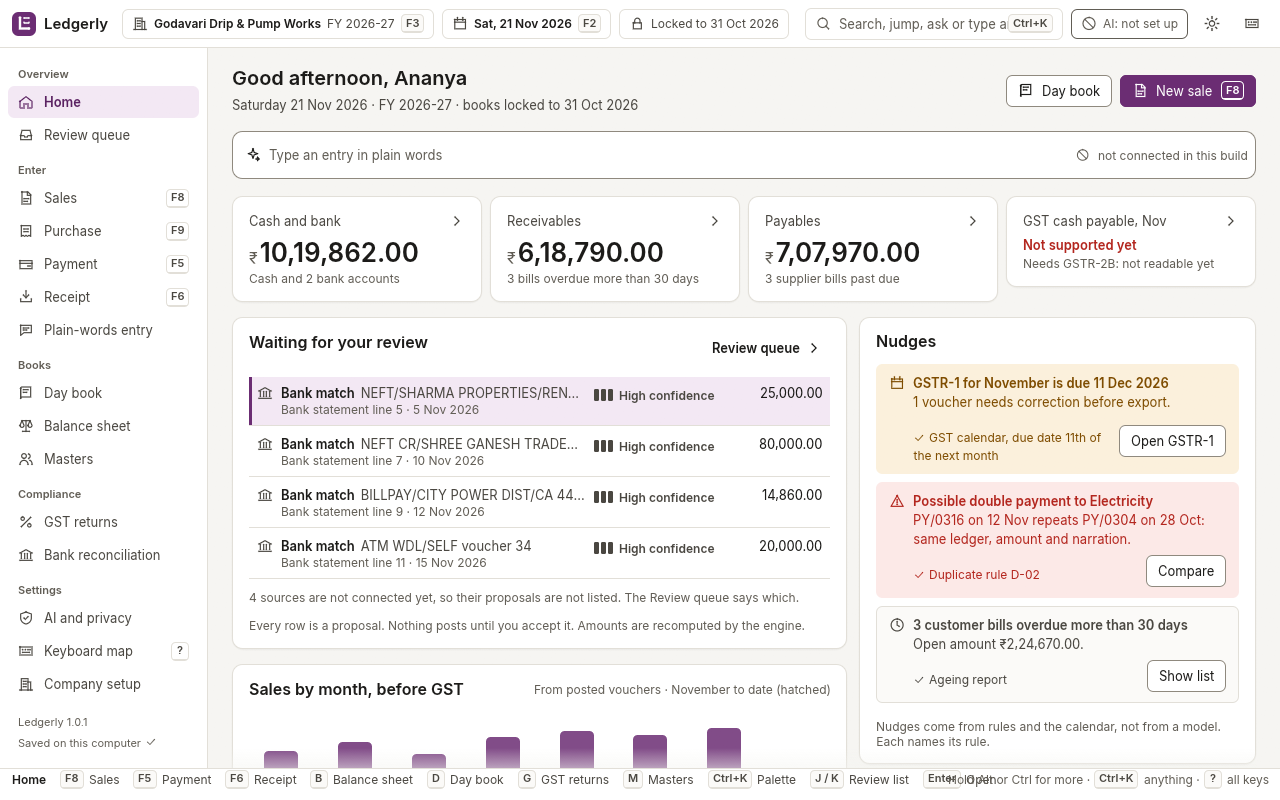 Ledgerly
Godavari Drip & Pump Works FY 2026-27 F3
Sat, 21 Nov 2026 F2
Locked to 31 Oct 2026
Search, jump, ask or type a Ctrl+K
AI: not set up
Overview
Home
Review queue
Enter
Sales F8
Purchase F9
Payment F5
Receipt F6
Plain-words entry
Books
Day book
Balance sheet
Masters
Compliance
GST returns
Bank reconciliation
Settings
AI and privacy
Keyboard map ?
Company setup
Ledgerly 1.0.1
Saved on this computer
Good afternoon, Ananya
Saturday 21 Nov 2026 · FY 2026-27 · books locked to 31 Oct 2026
Day book
New sale F8
Type an entry in plain words
not connected in this build
Cash and bank
₹10,19,862.00
Cash and 2 bank accounts
Receivables
₹6,18,790.00
3 bills overdue more than 30 days
Payables
₹7,07,970.00
3 supplier bills past due
GST cash payable, Nov
Not supported yet
Needs GSTR-2B: not readable yet
Waiting for your review
Review queue
Bank match NEFT/SHARMA PROPERTIES/REN... High confidence 25,000.00
Bank statement line 5 · 5 Nov 2026
Bank match NEFT CR/SHREE GANESH TRADE... High confidence 80,000.00
Bank statement line 7 · 10 Nov 2026
Bank match BILLPAY/CITY POWER DIST/CA 44... High confidence 14,860.00
Bank statement line 9 · 12 Nov 2026
Bank match ATM WDL/SELF voucher 34 High confidence 20,000.00
Bank statement line 11 · 15 Nov 2026
4 sources are not connected yet, so their proposals are not listed. The Review queue says which.
Every row is a proposal. Nothing posts until you accept it. Amounts are recomputed by the engine.
Sales by month, before GST
From posted vouchers · November to date (hatched)
Nudges
GSTR-1 for November is due 11 Dec 2026
1 voucher needs correction before export.
✓ GST calendar, due date 11th of
the next month
Open GSTR-1
Possible double payment to Electricity
PY/0316 on 12 Nov repeats PY/0304 on 28 Oct:
same ledger, amount and narration.
✓ Duplicate rule D-02
Compare
3 customer bills overdue more than 30 days
Open amount ₹2,24,670.00.
✓ Ageing report
Show list
Nudges come from rules and the calendar, not from a model.
Each names its rule.
Home F8 Sales F5 Payment F6 Receipt B Balance sheet D Day book G GST returns M Masters Ctrl+K Palette J / K Review list Enter or Ctrl for more · Ctrl+K anything · ? all keys